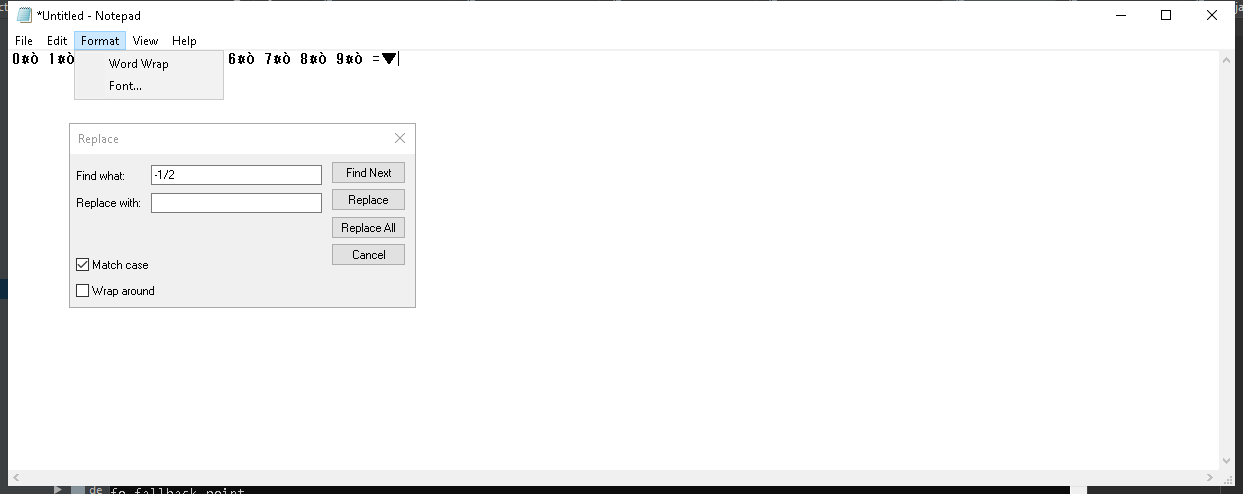 *Untitled - Notepad
File Edit Format View Help
0¤ò 1¤ò 6¤ò 7¤ò 8¤ò 9¤ò =▼
Word Wrap
Font...
Replace
Find what: -1/2 Find Next
Replace with: Replace
Replace All
Cancel
Match case
Wrap around
fo fallback point